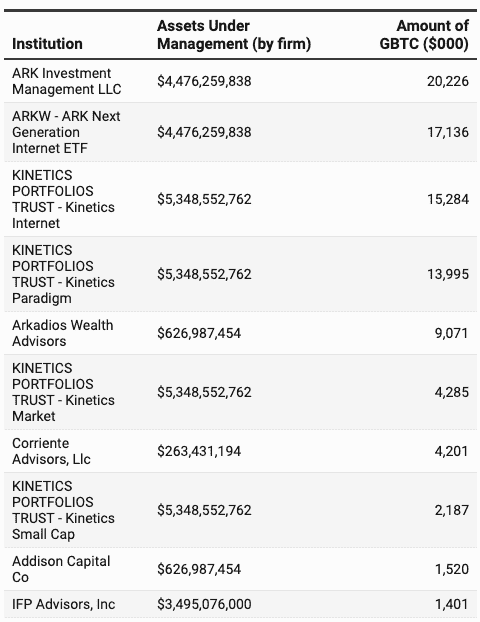 Institution
Assets Under
Management (by firm)
Amount of
GBTC ($000)
ARK Investment
Management LLC
$4,476,259,838
20,226
ARKW - ARK Next
Generation
Internet ETF
$4,476,259,838
17,136
KINETICS
PORTFOLIOS
TRUST - Kinetics
Internet
$5,348,552,762
15,284
KINETICS
PORTFOLIOS
TRUST - Kinetics
Paradigm
$5,348,552,762
13,995
Arkadios Wealth
Advisors
$626,987,454
9,071
KINETICS
PORTFOLIOS
TRUST - Kinetics
Market
$5,348,552,762
4,285
Corriente
Advisors, Llc
$263,431,194
4,201
KINETICS
PORTFOLIOS
TRUST - Kinetics
Small Cap
$5,348,552,762
2,187
Addison Capital
Co
$626,987,454
1,520
IFP Advisors, Inc
$3,495,076,000
1,401